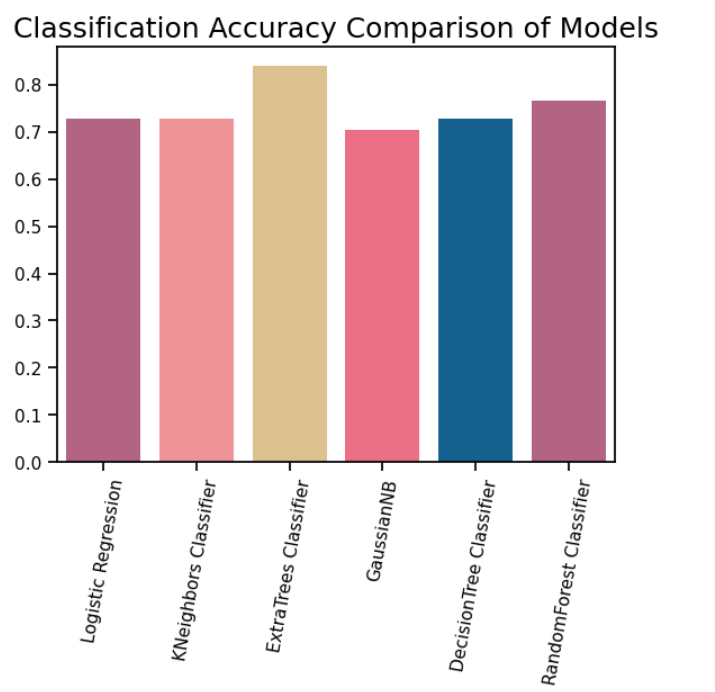 Classification Accuracy Comparison of Models
0.8
0.7
0.6
0.5
0.4
0.3
0.2
0.1
0.0
Logistic Regression
KNeighbors Classifier
ExtraTrees Classifier
GaussianNB
DecisionTree Classifier
RandomForest Classifier